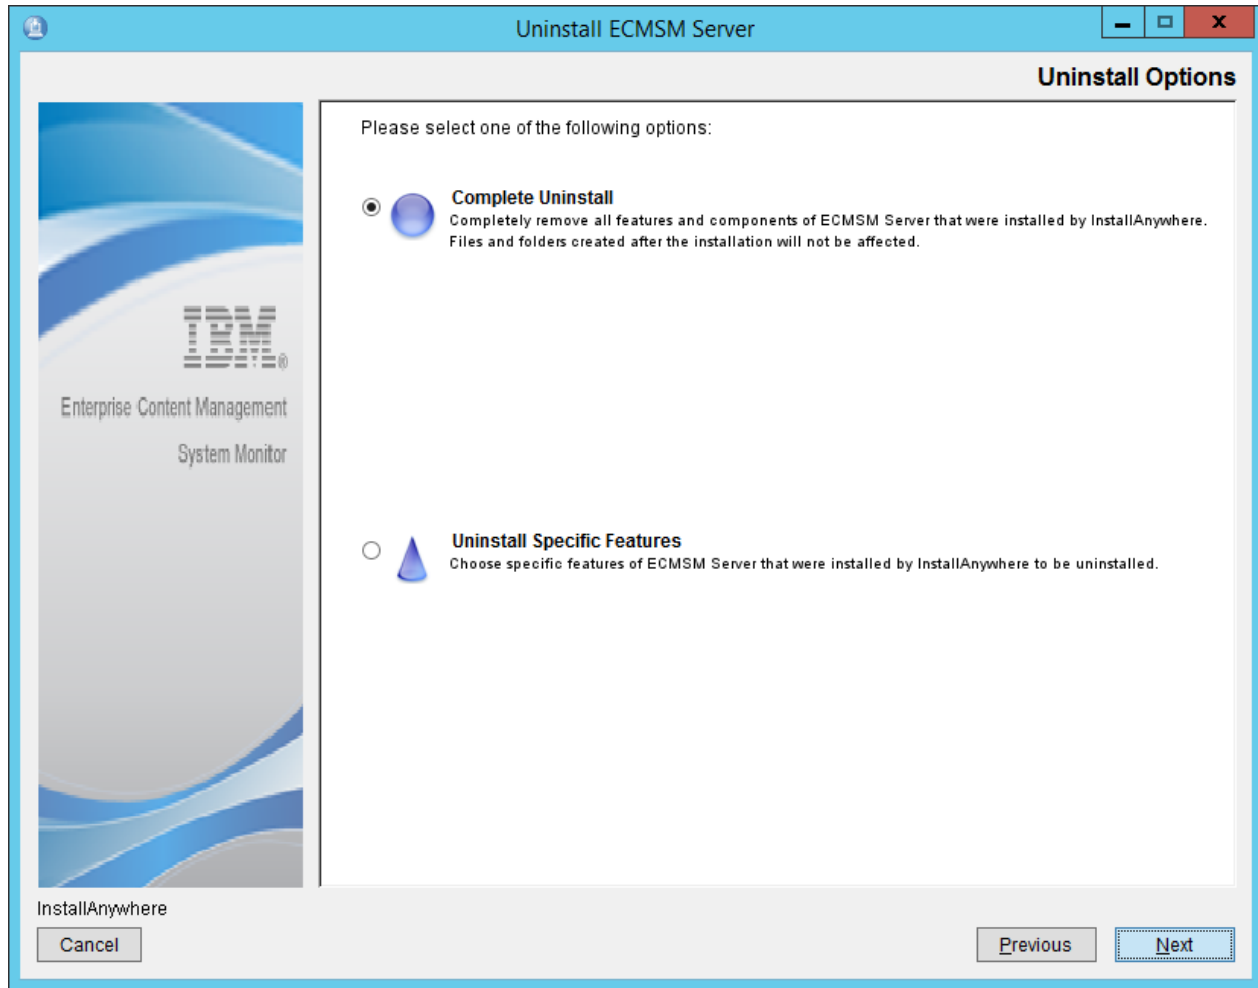 Uninstall ECMSM Server
Uninstall Options
IBM®
Enterprise Content Management
System Monitor
Please select one of the following options:
Complete Uninstall
Completely remove all features and components of ECMSM Server that were installed by InstallAnywhere.
Files and folders created after the installation will not be affected.
Uninstall Specific Features
Choose specific features of ECMSM Server that were installed by InstallAnywhere to be uninstalled.
InstallAnywhere
Cancel
Previous
Next